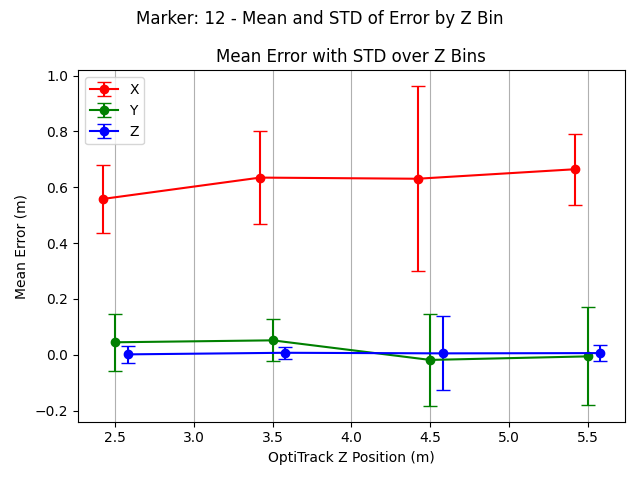 Marker: 12 - Mean and STD of Error by Z Bin
Mean Error with STD over Z Bins
X
Y
Z
Mean Error (m)
1.0
0.8
0.6
0.4
0.2
0.0
−0.2
2.5
3.0
3.5
4.0
4.5
5.0
5.5
OptiTrack Z Position (m)